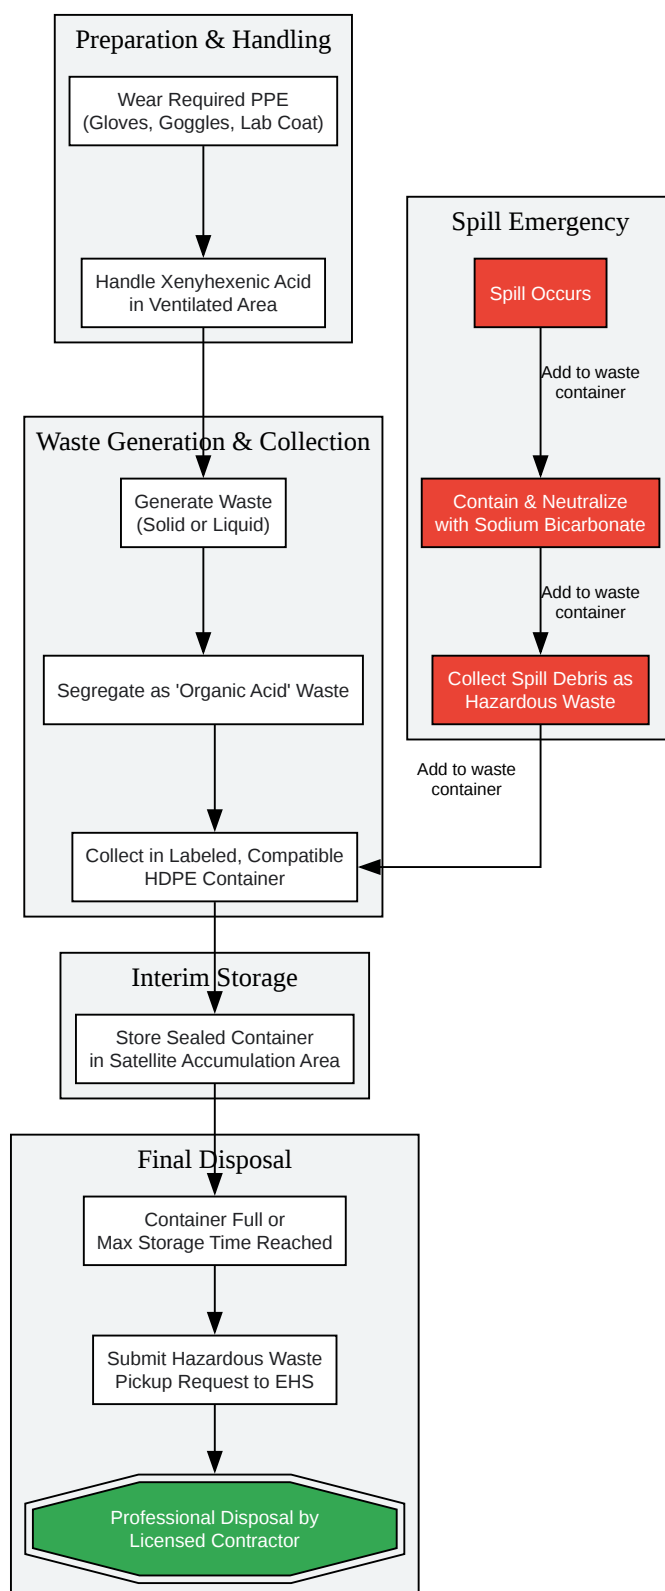 Preparation & Handling
Wear Required PPE
(Gloves, Goggles, Lab Coat)
Handle Xenyhexenic Acid
in Ventilated Area
Spill Emergency
Spill Occurs
Add to waste
container
Contain & Neutralize
with Sodium Bicarbonate
Add to waste
container
Collect Spill Debris as
Hazardous Waste
Add to waste
container
Waste Generation & Collection
Generate Waste
(Solid or Liquid)
Segregate as 'Organic Acid' Waste
Collect in Labeled, Compatible
HDPE Container
Interim Storage
Store Sealed Container
in Satellite Accumulation Area
Final Disposal
Container Full or
Max Storage Time Reached
Submit Hazardous Waste
Pickup Request to EHS
Professional Disposal by
Licensed Contractor